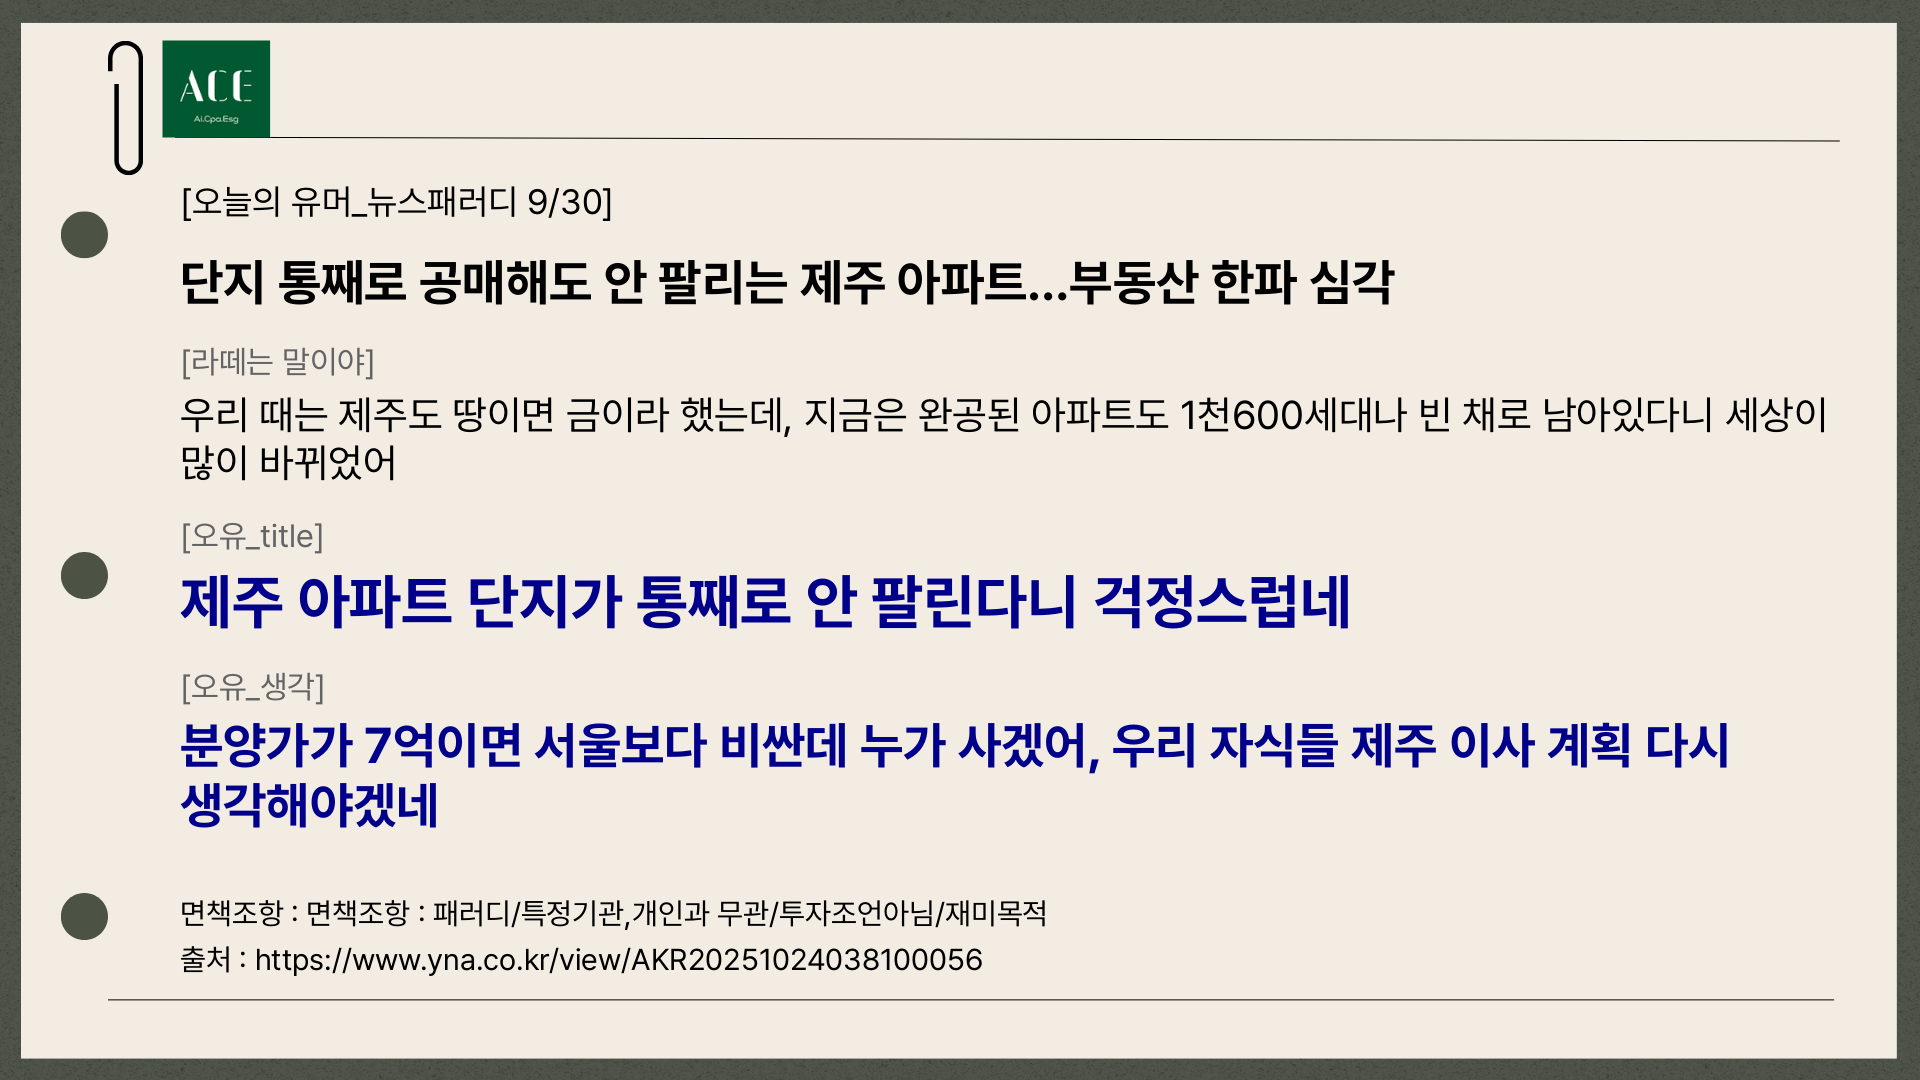 ACE
Ai.Cpa.Esg
[오늘의 유머_뉴스패러디 9/30]
단지 통째로 공매해도 안 팔리는 제주 아파트...부동산 한파 심각
[라떼는 말이야]
우리 때는 제주도 땅이면 금이라 했는데, 지금은 완공된 아파트도 1천600세대나 빈 채로 남아있다니 세상이
많이 바뀌었어
[오유_title]
제주 아파트 단지가 통째로 안 팔린다니 걱정스럽네
[오유_생각]
분양가가 7억이면 서울보다 비싼데 누가 사겠어, 우리 자식들 제주 이사 계획 다시
생각해야겠네
면책조항 : 면책조항 : 패러디/특정기관,개인과 무관/투자조언아님/재미목적
출처 : https://www.yna.co.kr/view/AKR20251024038100056